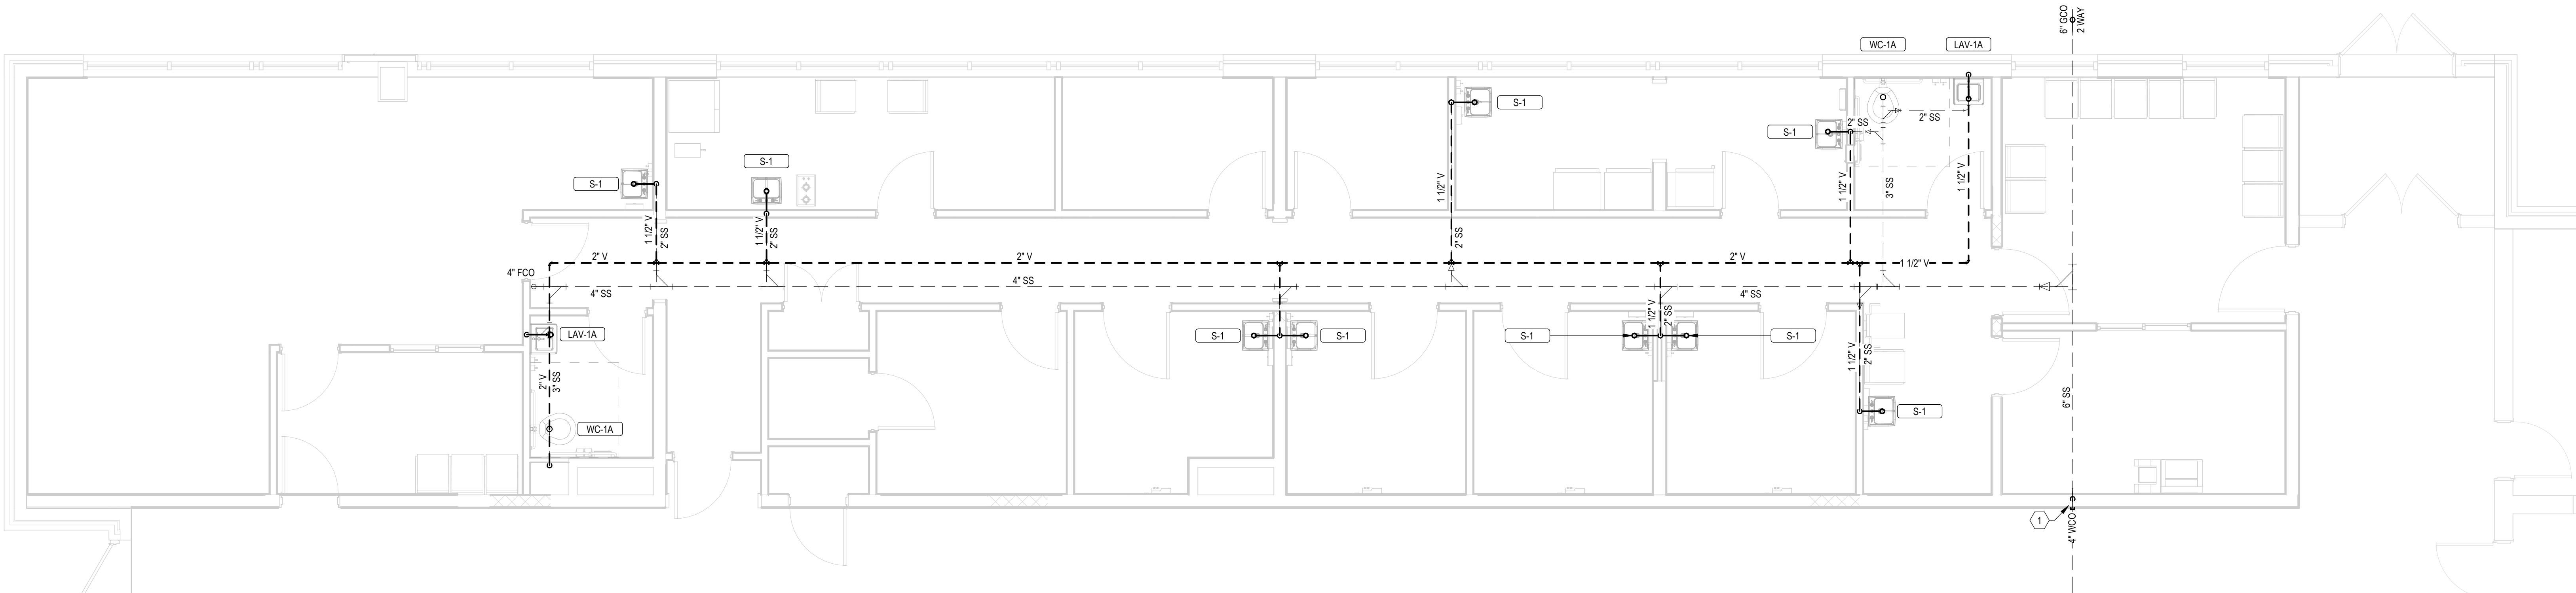 6" GCO
2 WAY
WC-1A
LAV-1A
S-1
S-1
2" SS
2" SS
S-1
S-1
1 1/2" V
1 1/2" V
3" SS
1 1/2" V
1 1/2" V
2" SS
1 1/2" V
2" SS
2" SS
2" V
2" V
2" V
1 1/2" V
4" FCO
4" SS
4" SS
4" SS
1 1/2" V
2" SS
LAV-1A
S-1
S-1
S-1
S-1
1 1/2" V
2" SS
2" V
3" SS
6" SS
S-1
WC-1A
1
4" WCO